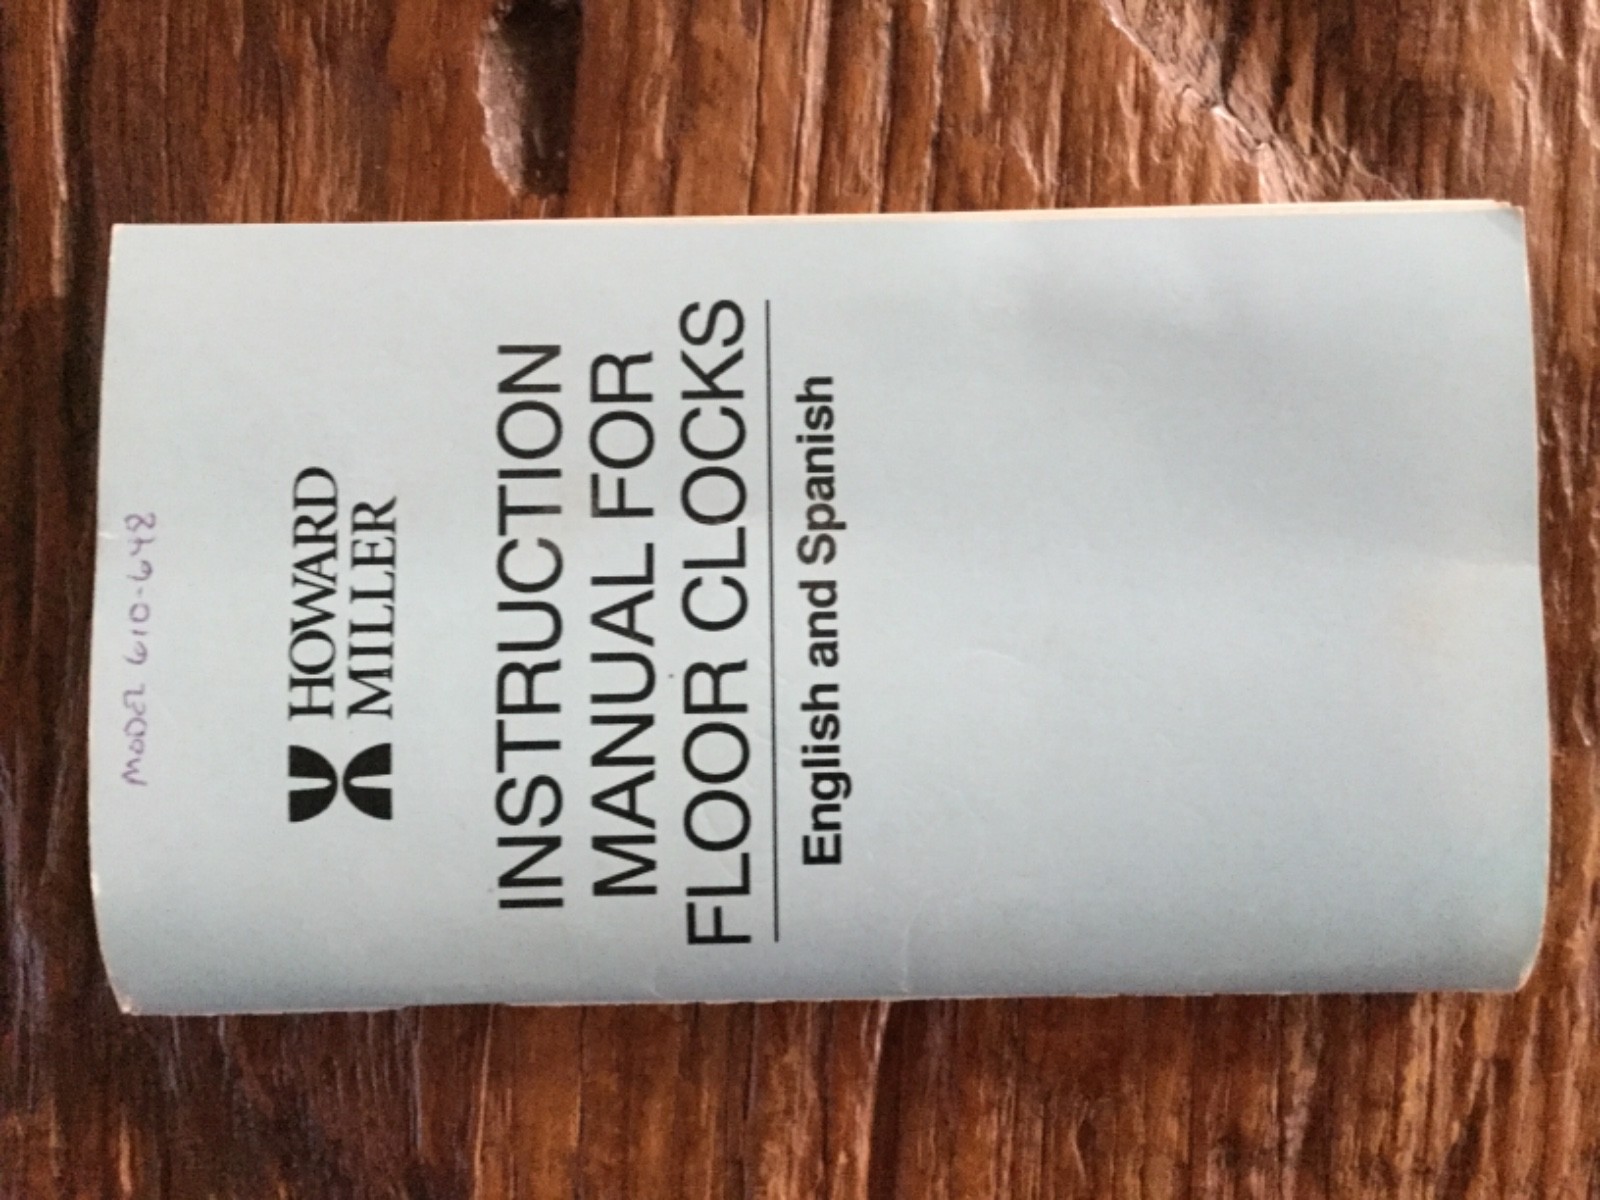 MODEL 610-648
HOWARD
MILLER
INSTRUCTION
MANUAL FOR
FLOOR CLOCKS
English and Spanish